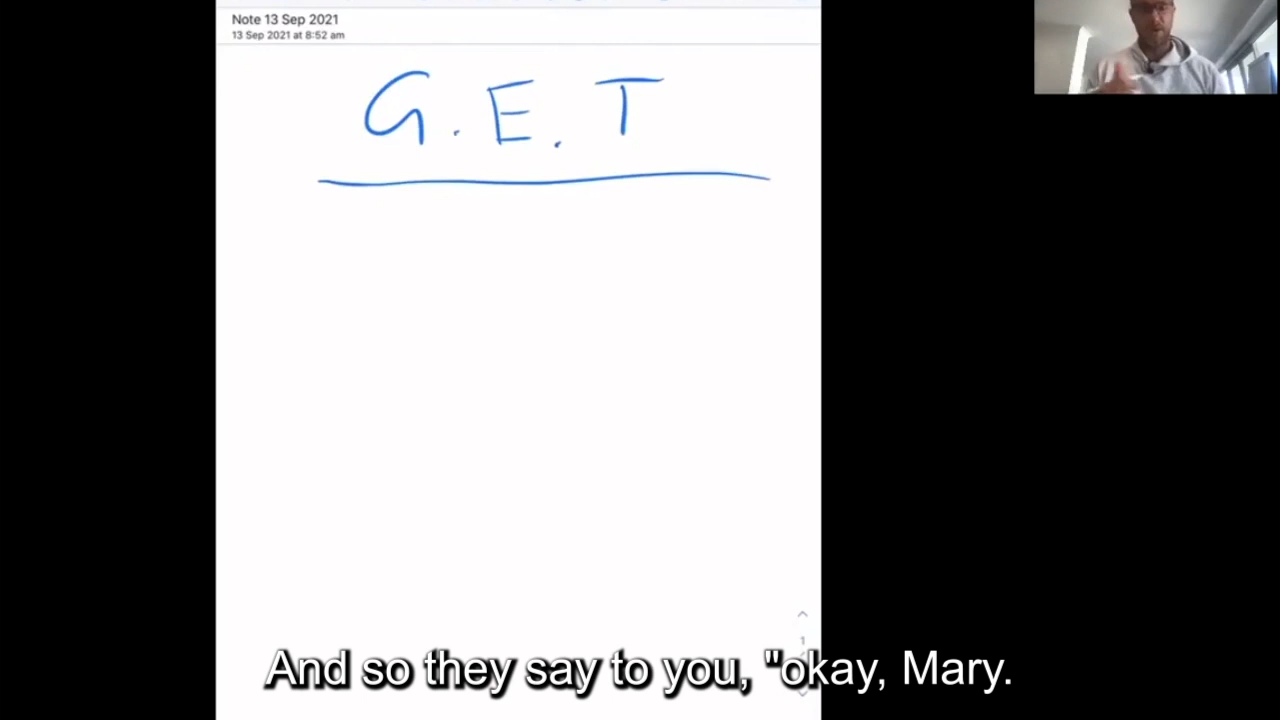 Note 13 Sep 2021
13 Sep 2021 at 8:52 am
G.E.T
1
And so they say to you, "okay, Mary.